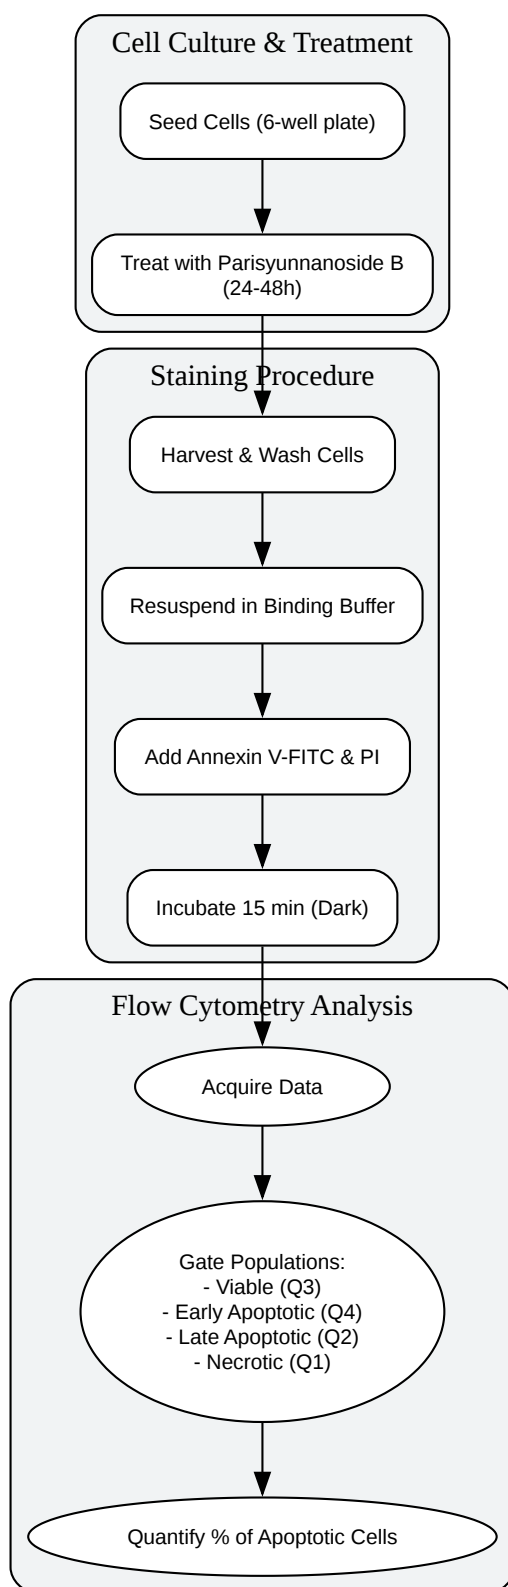 Cell Culture & Treatment
Seed Cells (6-well plate)
Treat with Parisyunnanoside B
(24-48h)
Staining Procedure
Harvest & Wash Cells
Resuspend in Binding Buffer
Add Annexin V-FITC & PI
Incubate 15 min (Dark)
Flow Cytometry Analysis
Acquire Data
Gate Populations:
- Viable (Q3)
- Early Apoptotic (Q4)
- Late Apoptotic (Q2)
- Necrotic (Q1)
Quantify % of Apoptotic Cells